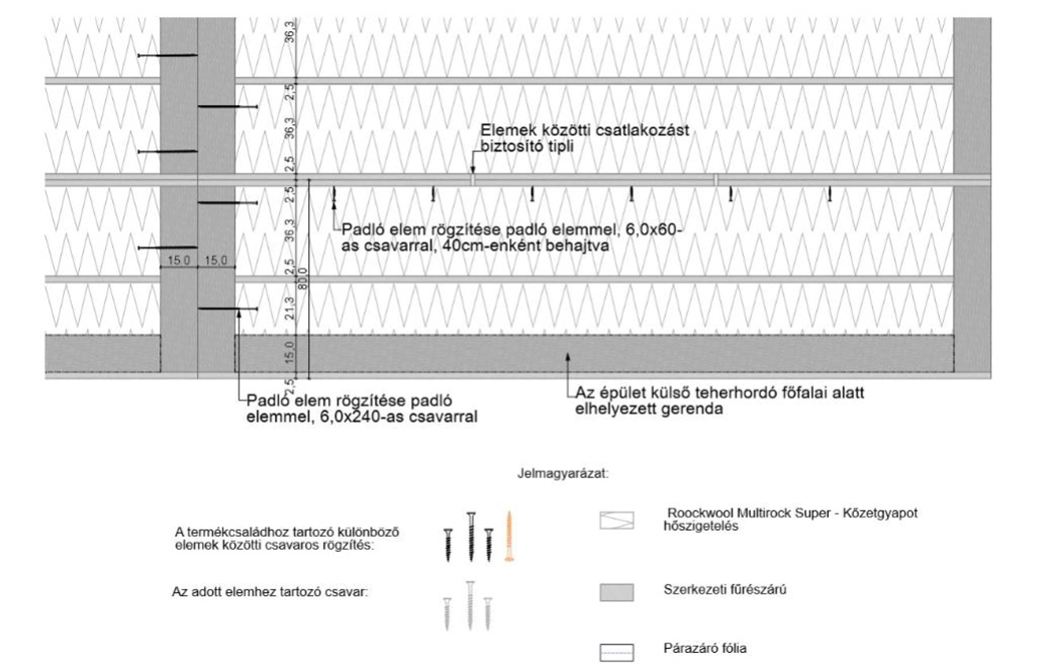 36,3
2,5
36,3
2,5
Elemek közötti csatlakozást
biztosító tipli
2,5
36,3
Padló elem rögzítése padló elemmel, 6,0x60-
as csavarral, 40cm-enként behajtva
15,0 15,0
2,5
80,0
21,3
15,0
2,5
Padló elem rögzítése padló
elemmel, 6,0x240-as csavarral
Az épület külső teherhordó főfalai alatt
elhelyezett gerenda
Jelmagyarázat:
A termékcsaládhoz tartozó különböző
elemek közötti csavaros rögzítés:
Az adott elemhez tartozó csavar:
Roockwool Multirock Super - Kőzetgyapot
hőszigetelés
Szerkezeti fűrészárú
Párazáró fólia